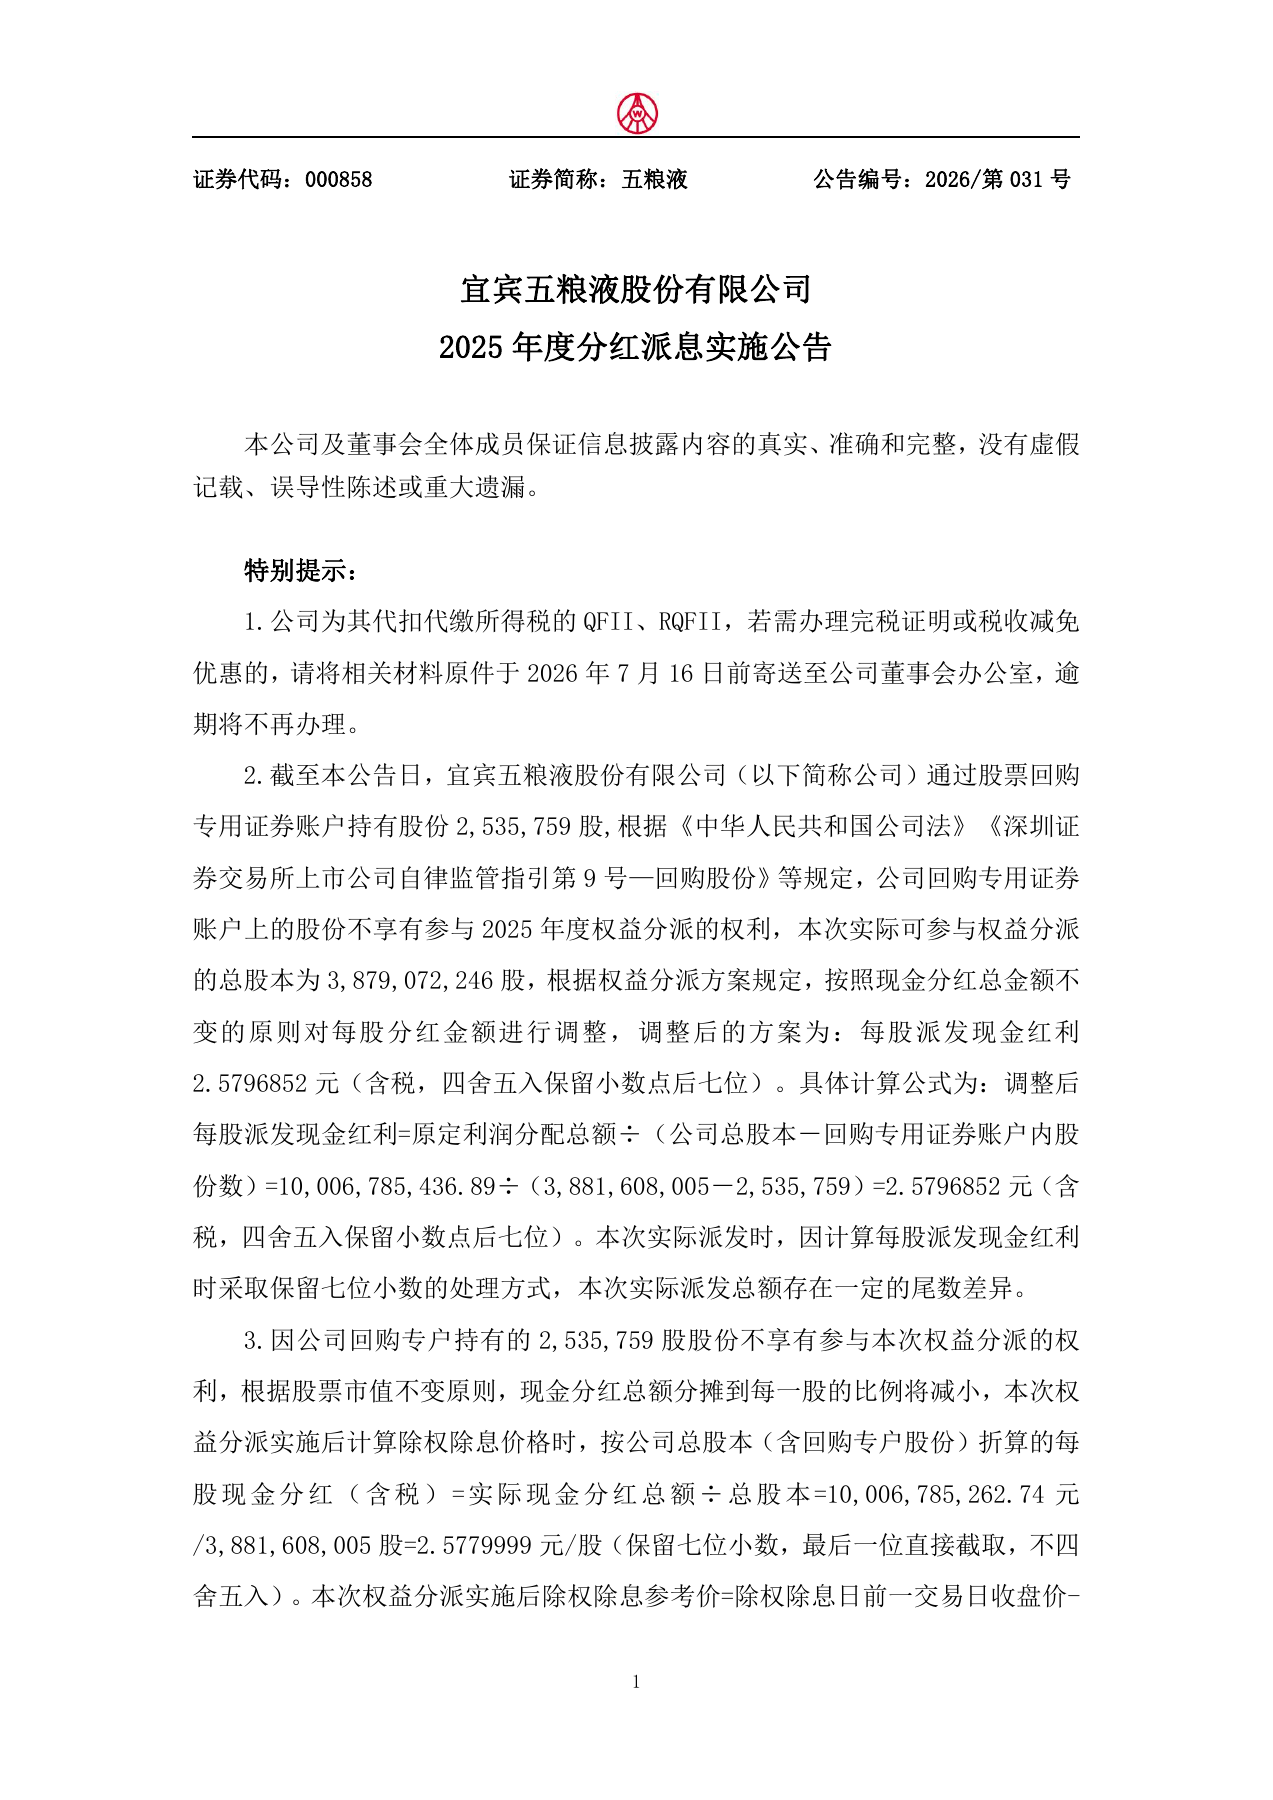 证券代码：000858 证券简称：五粮液 公告编号：2026/第 031 号
宜宾五粮液股份有限公司
2025 年度分红派息实施公告
本公司及董事会全体成员保证信息披露内容的真实、准确和完整，没有虚假
记载、误导性陈述或重大遗漏。
特别提示：
1.公司为其代扣代缴所得税的 QFII、RQFII，若需办理完税证明或税收减免
优惠的，请将相关材料原件于 2026 年 7 月 16 日前寄送至公司董事会办公室，逾
期将不再办理。
2.截至本公告日，宜宾五粮液股份有限公司（以下简称公司）通过股票回购
专用证券账户持有股份 2,535,759 股,根据《中华人民共和国公司法》《深圳证
券交易所上市公司自律监管指引第 9 号—回购股份》等规定，公司回购专用证券
账户上的股份不享有参与 2025 年度权益分派的权利，本次实际可参与权益分派
的总股本为 3,879,072,246 股，根据权益分派方案规定，按照现金分红总金额不
变的原则对每股分红金额进行调整，调整后的方案为：每股派发现金红利
2.5796852 元（含税，四舍五入保留小数点后七位）。具体计算公式为：调整后
每股派发现金红利=原定利润分配总额÷（公司总股本－回购专用证券账户内股
份数）=10,006,785,436.89÷（3,881,608,005－2,535,759）=2.5796852 元（含
税，四舍五入保留小数点后七位）。本次实际派发时，因计算每股派发现金红利
时采取保留七位小数的处理方式，本次实际派发总额存在一定的尾数差异。
3.因公司回购专户持有的 2,535,759 股股份不享有参与本次权益分派的权
利，根据股票市值不变原则，现金分红总额分摊到每一股的比例将减小，本次权
益分派实施后计算除权除息价格时，按公司总股本（含回购专户股份）折算的每
股现金分红（含税）=实际现金分红总额÷总股本=10,006,785,262.74 元
/3,881,608,005 股=2.5779999 元/股（保留七位小数，最后一位直接截取，不四
舍五入）。本次权益分派实施后除权除息参考价=除权除息日前一交易日收盘价-
1